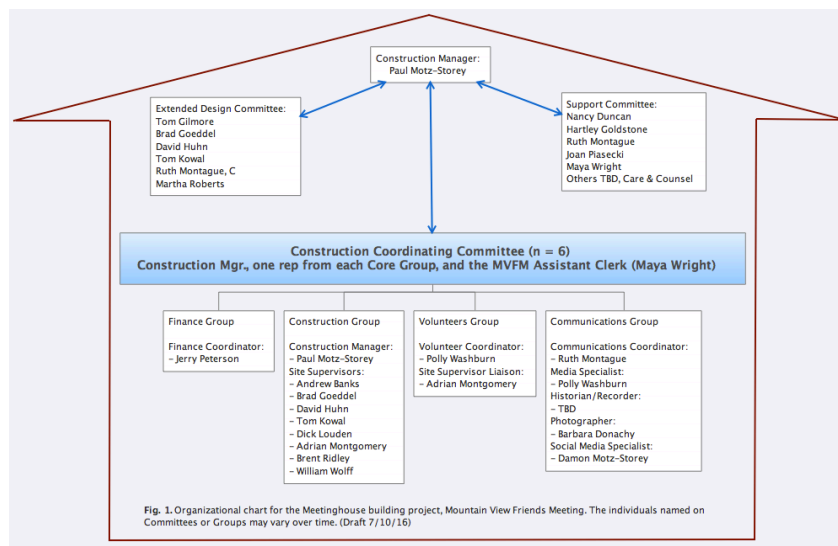 Construction Manager:
Paul Motz-Storey
Extended Design Committee:
Tom Gilmore
Brad Goeddel
David Huhn
Tom Kowal
Ruth Montague, C
Martha Roberts
Support Committee:
Nancy Duncan
Hartley Goldstone
Ruth Montague
Joan Piasecki
Maya Wright
Others TBD, Care & Counsel
Construction Coordinating Committee (n = 6)
Construction Mgr., one rep from each Core Group, and the MVFM Assistant Clerk (Maya Wright)
Finance Group
Finance Coordinator:
– Jerry Peterson
Construction Group
Construction Manager:
– Paul Motz-Storey
Site Supervisors:
– Andrew Banks
– Brad Goeddel
– David Huhn
– Tom Kowal
– Dick Louden
– Adrian Montgomery
– Brent Ridley
– William Wolff
Volunteers Group
Volunteer Coordinator:
– Polly Washburn
Site Supervisor Liaison:
– Adrian Montgomery
Communications Group
Communications Coordinator:
– Ruth Montague
Media Specialist:
– Polly Washburn
Historian/Recorder:
– TBD
Photographer:
– Barbara Donachy
Social Media Specialist:
– Damon Motz-Storey
Fig. 1. Organizational chart for the Meetinghouse building project, Mountain View Friends Meeting. The individuals named on
Committees or Groups may vary over time. (Draft 7/10/16)